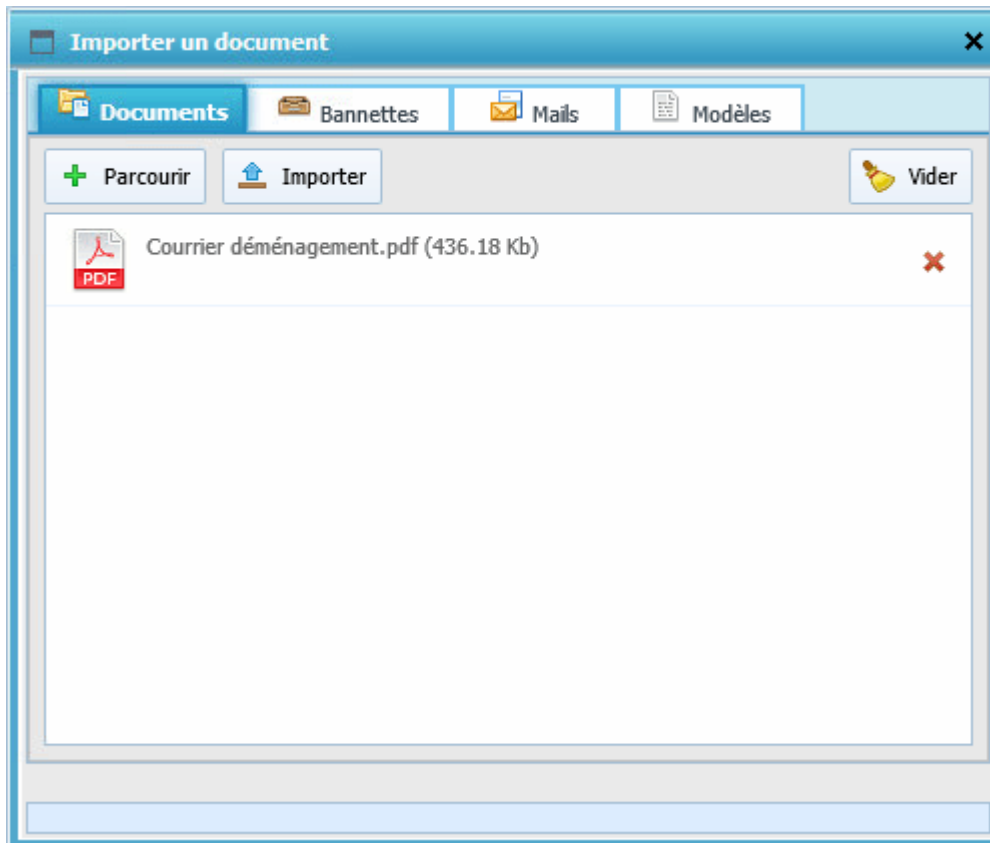 Importer un document
Documents Bannettes Mails Modèles
Parcourir Importer Vider
Courrier déménagement.pdf (436.18 Kb)
PDF